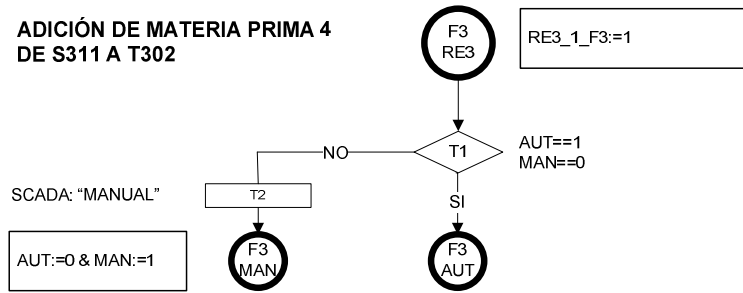 ADICIÓN DE MATERIA PRIMA 4
DE S311 A T302
F3
RE3
RE3_1_F3:=1
T1
AUT==1
MAN==0
NO
SI
SCADA: “MANUAL”
T2
AUT:=0 & MAN:=1
F3
MAN
F3
AUT